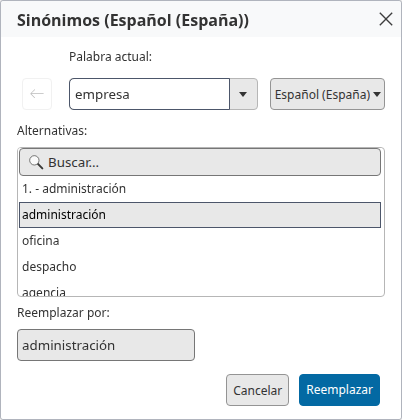 Sinónimos (Español (España))
Palabra actual:
empresa
Español (España)
Alternativas:
Buscar...
1. - administración
administración
oficina
despacho
agencia
Reemplazar por:
administración
Cancelar
Reemplazar